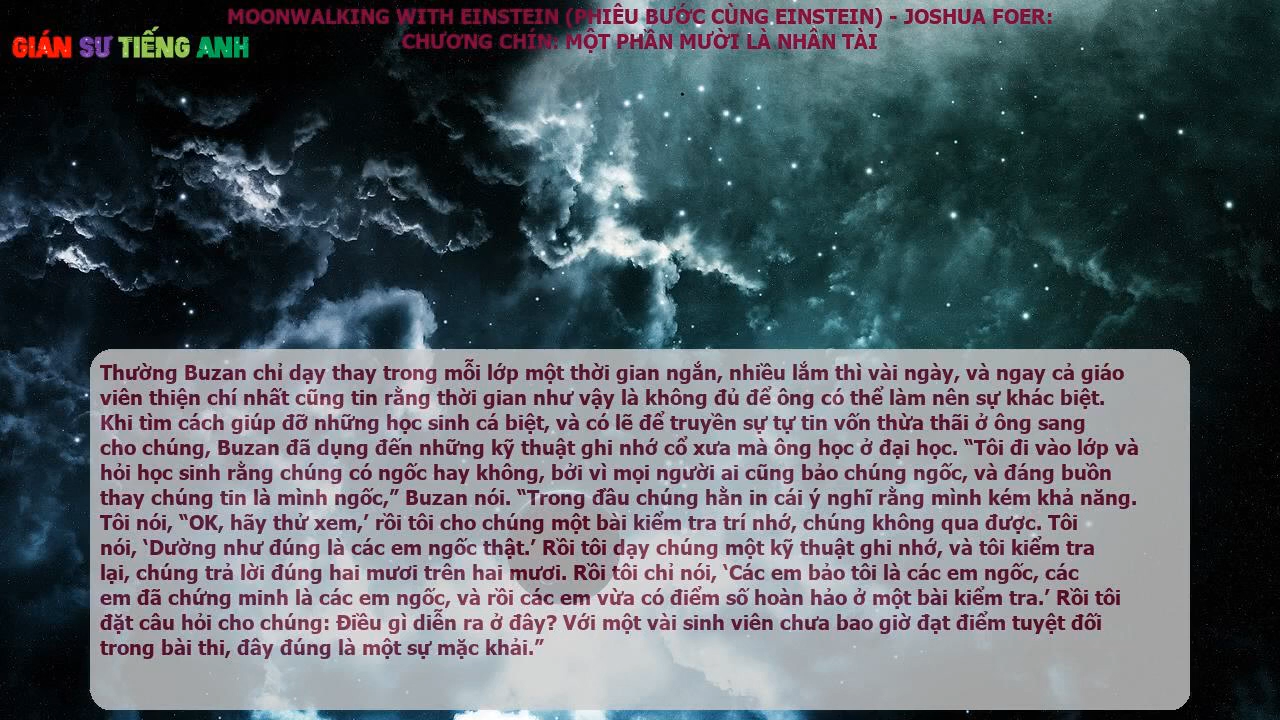 MOONWALKING WITH EINSTEIN (PHIÊU BƯỚC CÙNG EINSTEIN) - JOSHUA FOER:
CHƯƠNG CHÍN: MỘT PHẦN MƯỜI LÀ NHÂN TÀI
GIÁN SƯ TIẾNG ANH
Thường Buzan chỉ dạy thay trong mỗi lớp một thời gian ngắn, nhiều lắm thì vài ngày, và ngay cả giáo
viên thiện chí nhất cũng tin rằng thời gian như vậy là không đủ để ông có thể làm nên sự khác biệt.
Khi tìm cách giúp đỡ những học sinh cá biệt, và có lẽ để truyền sự tự tin vốn thừa thãi ở ông sang
cho chúng, Buzan đã dụng đến những kỹ thuật ghi nhớ cổ xưa mà ông học ở đại học. “Tôi đi vào lớp và
hỏi học sinh rằng chúng có ngốc hay không, bởi vì mọi người ai cũng bảo chúng ngốc, và đáng buồn
thay chúng tin là mình ngốc,” Buzan nói. “Trong đầu chúng hằn in cái ý nghĩ rằng mình kém khả năng.
Tôi nói, “OK, hãy thử xem,’ rồi tôi cho chúng một bài kiểm tra trí nhớ, chúng không qua được. Tôi
nói, ‘Dường như đúng là các em ngốc thật.’ Rồi tôi dạy chúng một kỹ thuật ghi nhớ, và tôi kiểm tra
lại, chúng trả lời đúng hai mươi trên hai mươi. Rồi tôi chỉ nói, ‘Các em bảo tôi là các em ngốc, các
em đã chứng minh là các em ngốc, và rồi các em vừa có điểm số hoàn hảo ở một bài kiểm tra.’ Rồi tôi
đặt câu hỏi cho chúng: Điều gì diễn ra ở đây? Với một vài sinh viên chưa bao giờ đạt điểm tuyệt đối
trong bài thi, đây đúng là một sự mặc khải.”